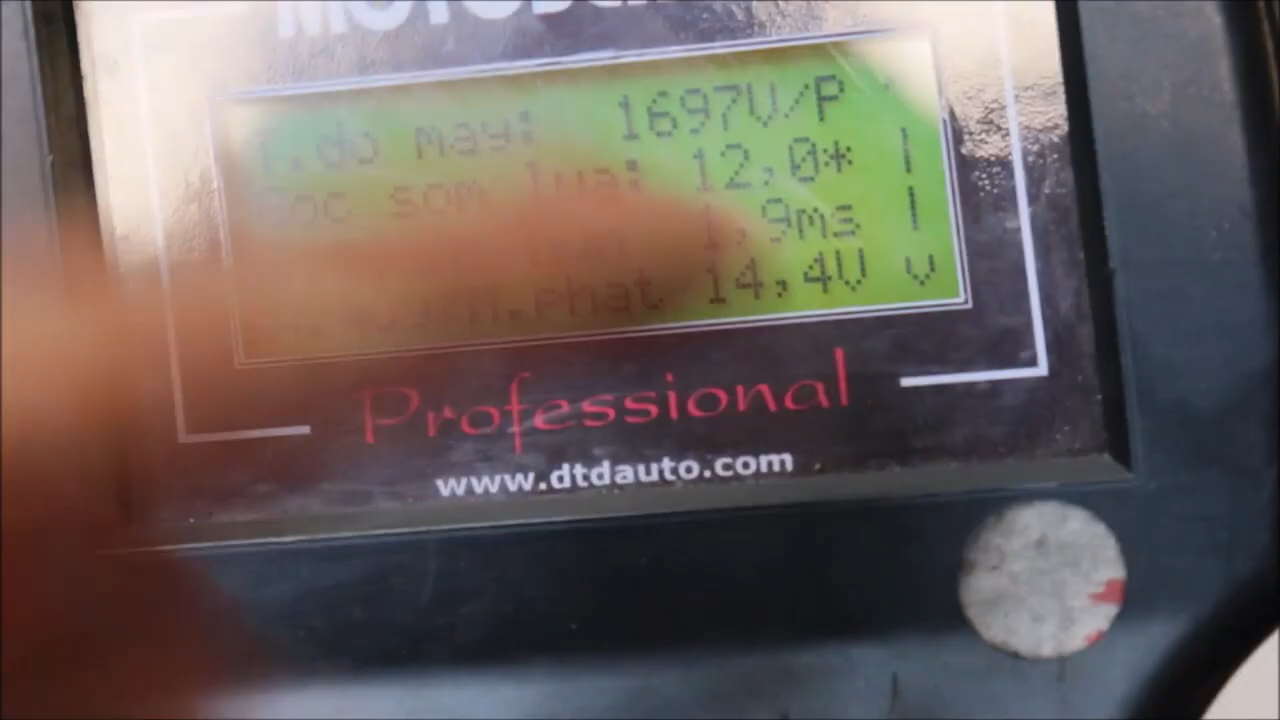 T.do may: 1697V/P
Goc som lua: 12,0* |
1,9ms |
M.phat 14,4V v
Professional
www.dtdauto.com